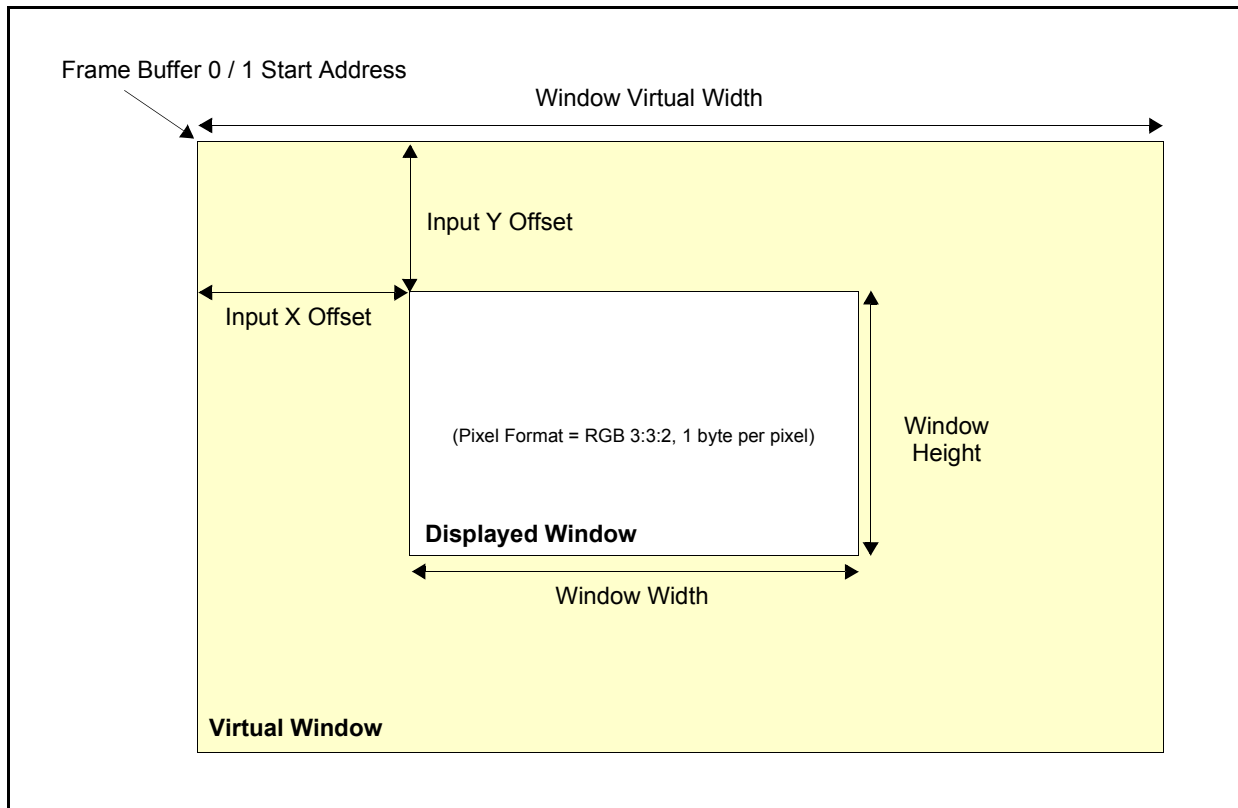 Frame Buffer 0 / 1 Start Address
Window Virtual Width
Input Y Offset
Input X Offset
(Pixel Format = RGB 3:3:2, 1 byte per pixel)
Window
Height
Displayed Window
Window Width
Virtual Window